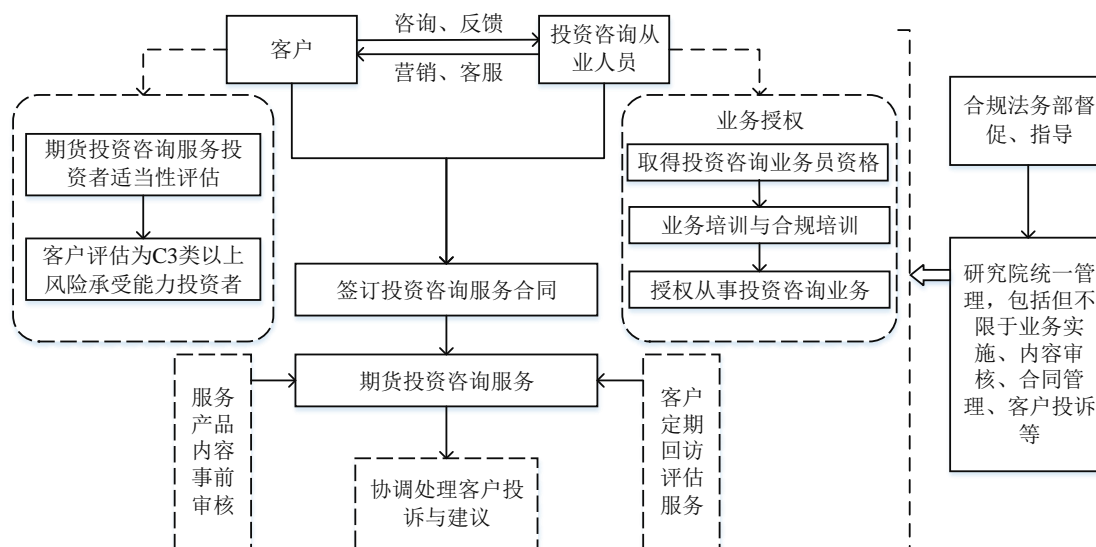 咨询、反馈
客户
投资咨询从
业人员
营销、客服
业务授权
合规法务部督
促、指导
期货投资咨询服务投
资者适当性评估
取得投资咨询业务员资格
业务培训与合规培训
客户评估为C3类以上
风险承受能力投资者
签订投资咨询服务合同
授权从事投资咨询业务
研究院统一管
理，包括但不
限于业务实
施、内容审
核、合同管
理、客户投诉
等
期货投资咨询服务
服务
产品
内容
事前
审核
客户
定期
回访
评估
服务
协调处理客户投
诉与建议